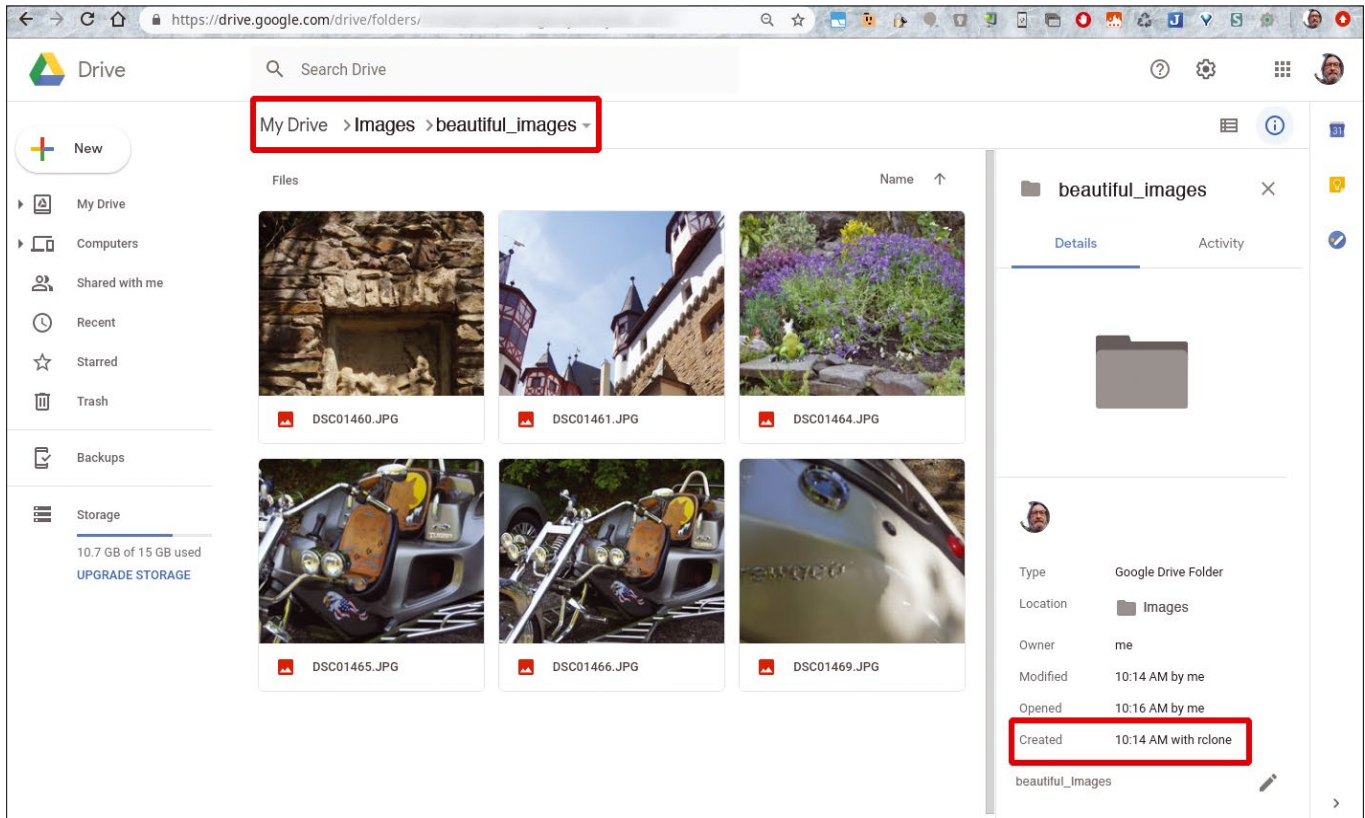 https://drive.google.com/drive/folders/
Drive
Search Drive
My Drive >Images >beautiful_images
New
My Drive
Computers
Shared with me
Recent
Starred
Trash
Backups
Storage
10.7 GB of 15 GB used
UPGRADE STORAGE
Files
Name
DSC01460.JPG
DSC01461.JPG
DSC01464.JPG
DSC01465.JPG
DSC01466.JPG
DSC01469.JPG
beautiful_images
Details
Activity
Type Google Drive Folder
Location Images
Owner me
Modified 10:14 AM by me
Opened 10:16 AM by me
Created 10:14 AM with rclone
beautiful_Images
31